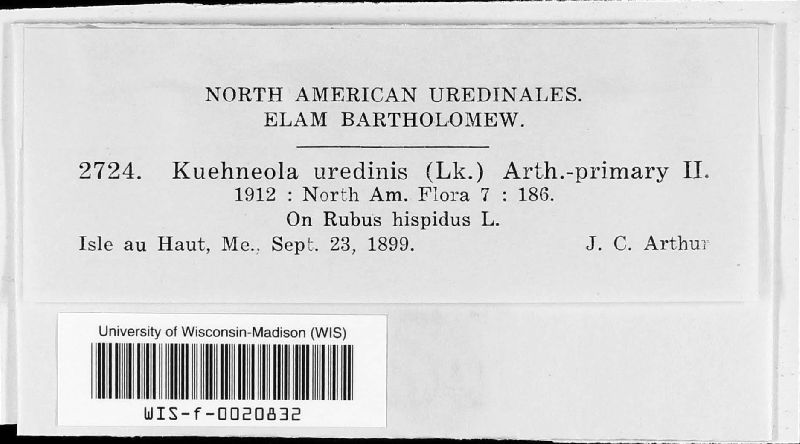 NORTH AMERICAN UREDINALES.
ELAM BARTHOLOMEW.
2724. Kuehneola uredinis (Lk.) Arth.-primary II.
1912 : North Am. Flora 7 : 186.
On Rubus hispidus L.
Isle au Haut, Me., Sept. 23, 1899. J. C. Arthur
University of Wisconsin-Madison (WIS)
WIS-f-0020832